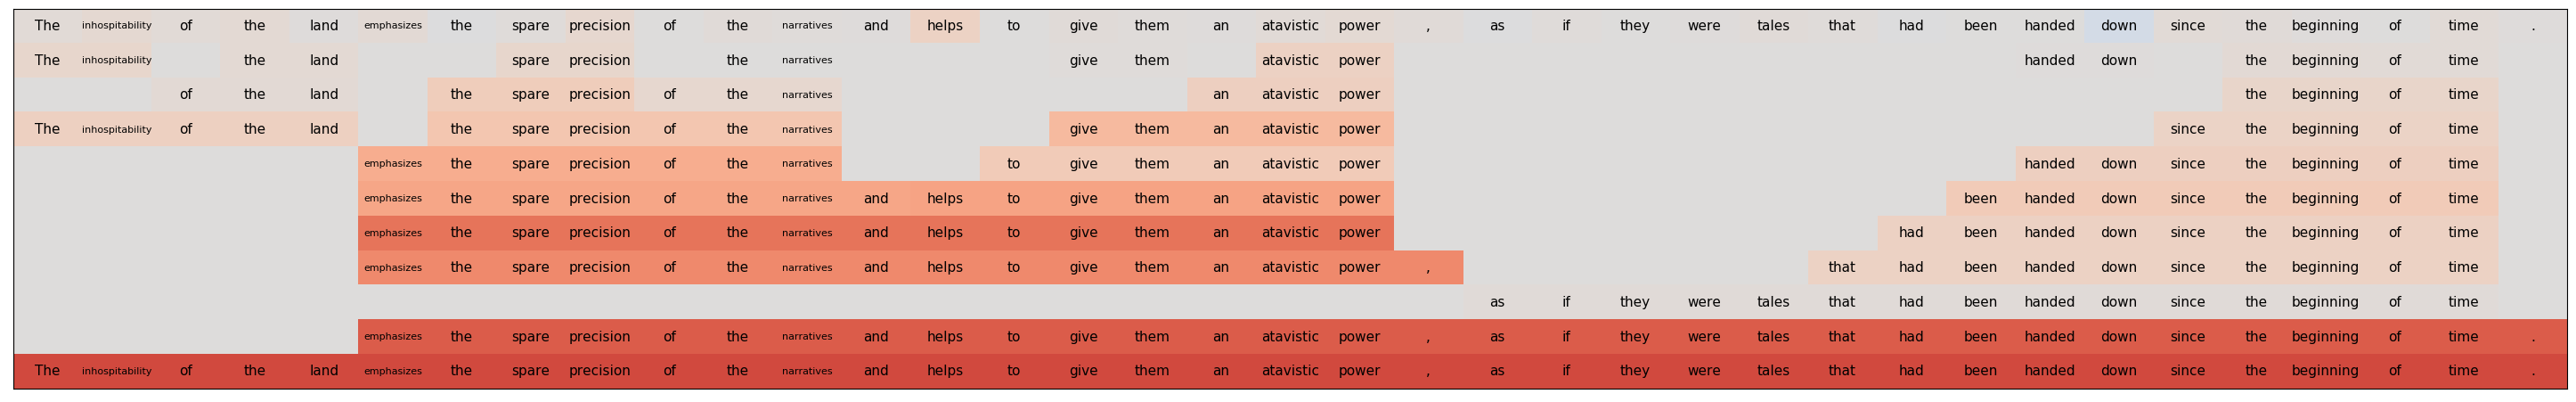 The inhospitability of the land emphasizes the spare precision of the narratives and helps to give them an atavistic power , as if they were tales that had been handed down since the beginning of time .
The inhospitability the land spare precision the narratives give them atavistic power handed down the beginning of time
of the land the spare precision of the narratives an atavistic power the beginning of time
The inhospitability of the land the spare precision of the narratives give them an atavistic power since the beginning of time
emphasizes the spare precision of the narratives to give them an atavistic power handed down since the beginning of time
emphasizes the spare precision of the narratives and helps to give them an atavistic power been handed down since the beginning of time
emphasizes the spare precision of the narratives and helps to give them an atavistic power had been handed down since the beginning of time
emphasizes the spare precision of the narratives and helps to give them an atavistic power , that had been handed down since the beginning of time
as if they were tales that had been handed down since the beginning of time
emphasizes the spare precision of the narratives and helps to give them an atavistic power , as if they were tales that had been handed down since the beginning of time .
The inhospitability of the land emphasizes the spare precision of the narratives and helps to give them an atavistic power , as if they were tales that had been handed down since the beginning of time .